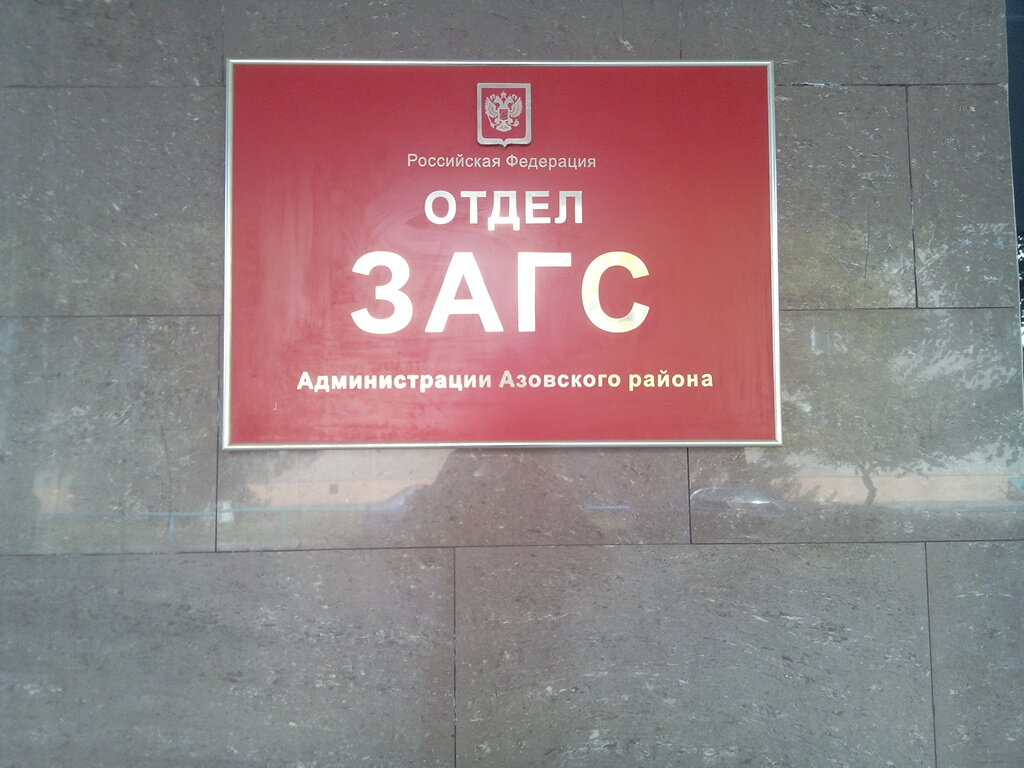 Российская Федерация
ОТДЕЛ
ЗАГС
Администрации Азовского района